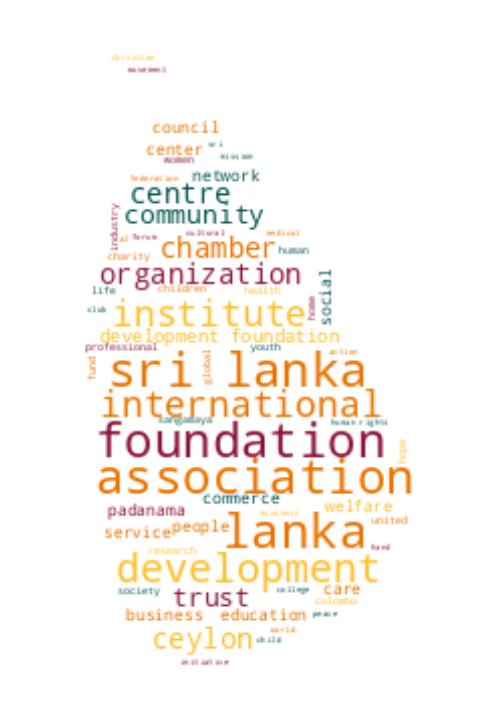 christian
movement
council
sri
center
mission
women
network
federation
centre
community
industry
cultural
medical
al forum
chamber
human
charity
organization
social
life
children
health
home
club
institute
development foundation
professional
youth
action
global
fund
sri lanka
international
sangamaya
human rights
foundation
hope
association
commerce
welfare
padanama
economic
united
service
people
lanka
hand
research
development
society
college
care
trust
colombo
business
education
peace
world
ceylon
child
initiative